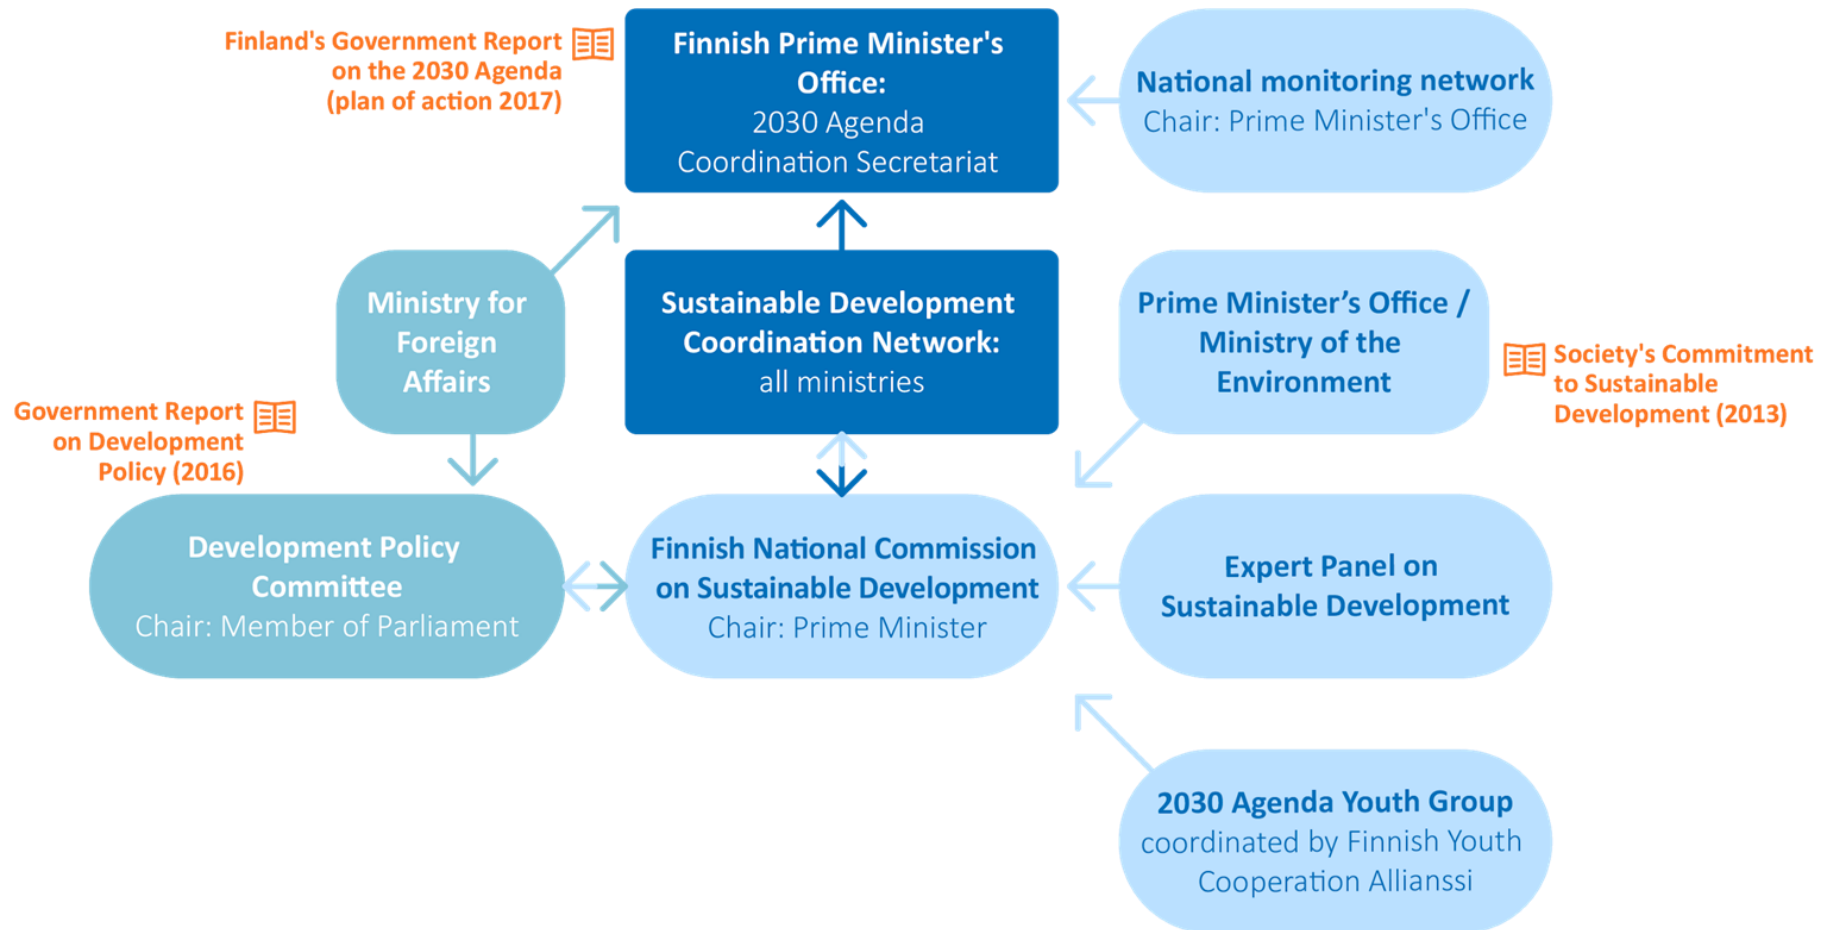 Finland's Government Report
on the 2030 Agenda
(plan of action 2017)
Finnish Prime Minister's
Office:
2030 Agenda
Coordination Secretariat
National monitoring network
Chair: Prime Minister's Office
Ministry for
Foreign
Affairs
Sustainable Development
Coordination Network:
all ministries
Prime Minister’s Office /
Ministry of the
Environment
Society's Commitment
to Sustainable
Development (2013)
Government Report
on Development
Policy (2016)
Development Policy
Committee
Chair: Member of Parliament
Finnish National Commission
on Sustainable Development
Chair: Prime Minister
Expert Panel on
Sustainable Development
2030 Agenda Youth Group
coordinated by Finnish Youth
Cooperation Allianssi